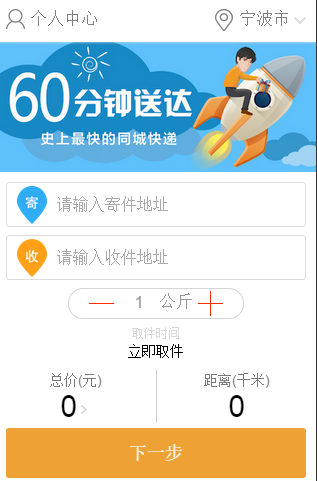 个人中心 宁波市
60分钟送达
史上最快的同城快递
寄 请输入寄件地址
收 请输入收件地址
1 公斤
取件时间
立即取件
总价(元) 距离(千米)
0 0
下一步